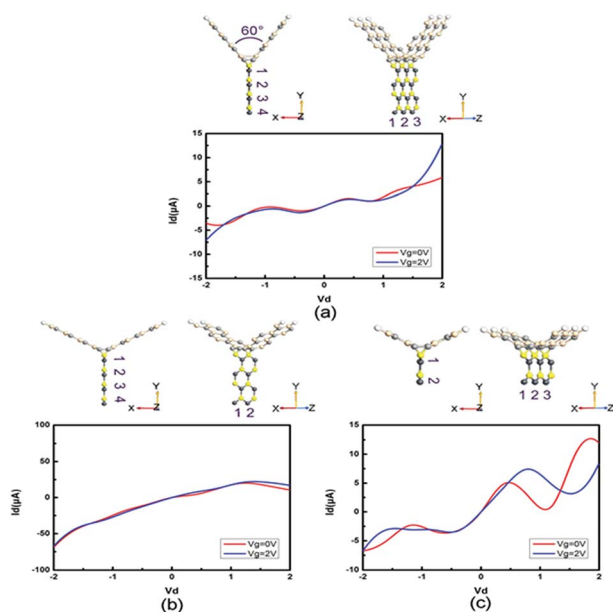 60°
1
2
3
4
Y
X
Z
1 2 3
Y
X
Z
Id(μA)
10
5
0
-5
-10
Vg=0V
Vg=2V
-2
-1
0
1
2
Vd
(a)
1
2
3
4
Y
X
Z
1 2
Y
X
Z
1
2
Y
X
Z
1 2 3
Y
X
Z
Id(μA)
100
50
0
-50
-100
Vg=0V
Vg=2V
-2
-1
0
1
2
Vd
(b)
Id(μA)
15
10
5
0
-5
-10
Vg=0V
Vg=2V
-2
-1
0
1
2
Vd
(c)